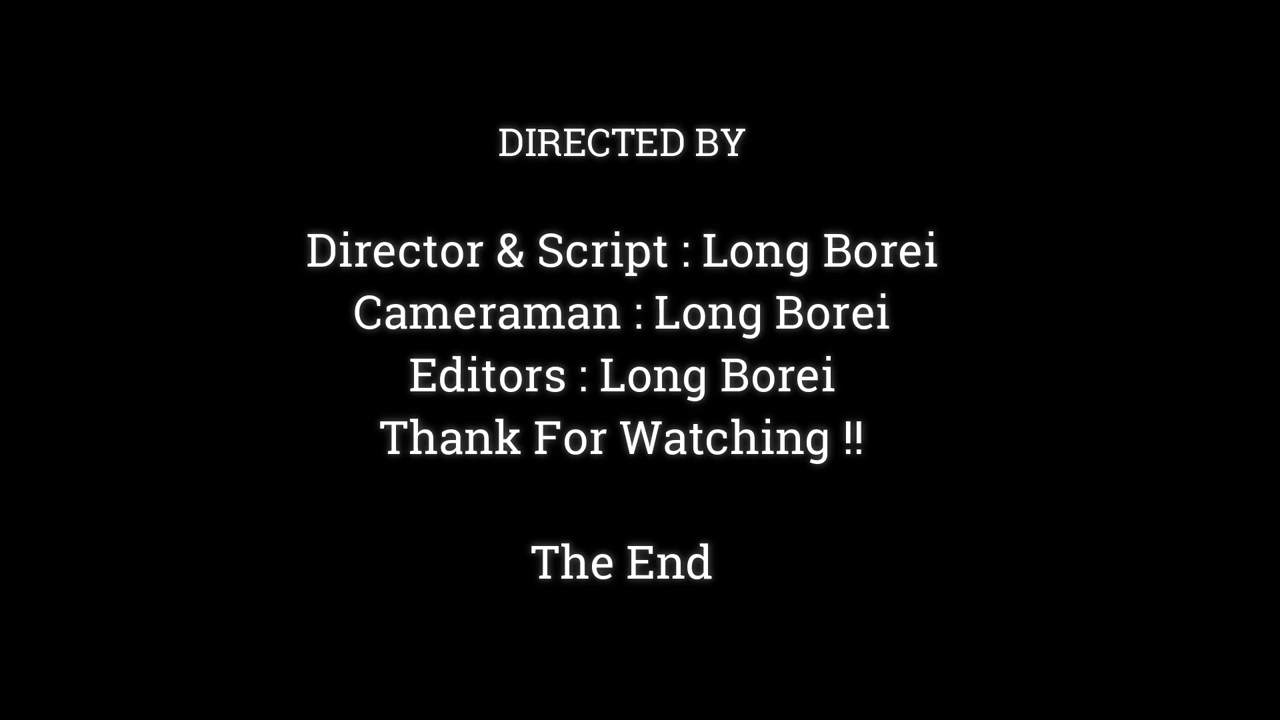 DIRECTED BY
Director & Script : Long Borei
Cameraman : Long Borei
Editors : Long Borei
Thank For Watching !!
The End